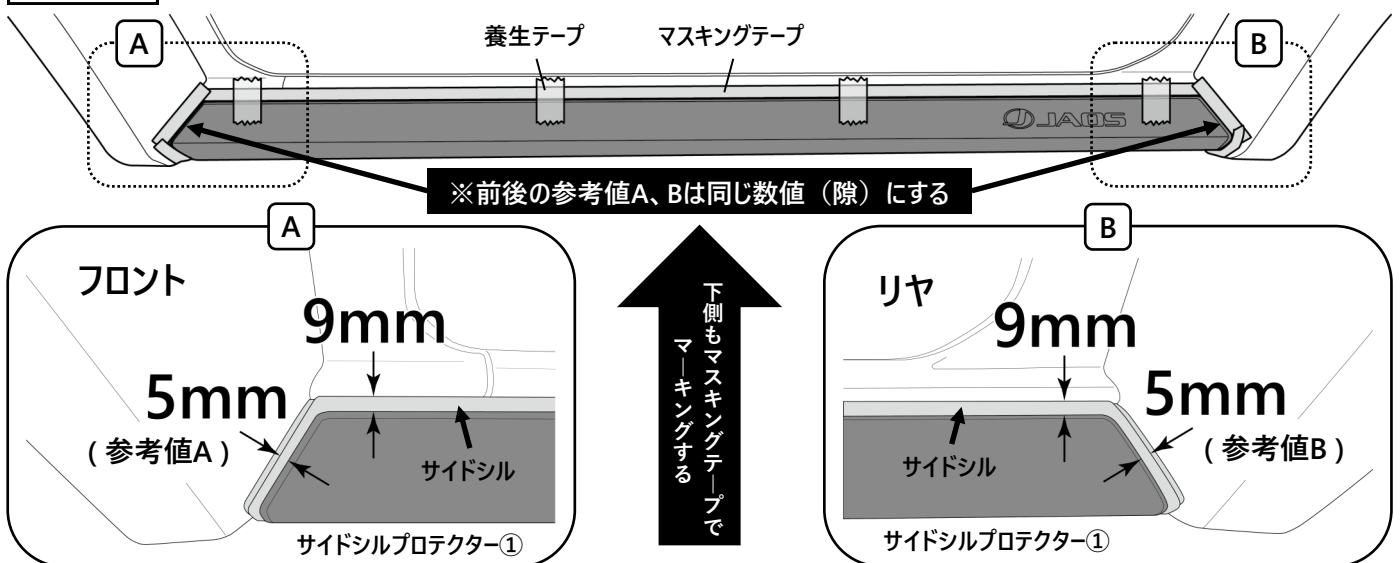 A
養生テープ
マスキングテープ
B
JAOS
※前後の参考値A、Bは同じ数値（隙）にする
A
フロント
9mm
5mm
(参考値A)
サイドシル
サイドシルプロテクター①
下側もマスキングテープで
マーキングする
B
リヤ
9mm
5mm
(参考値B)
サイドシル
サイドシルプロテクター①